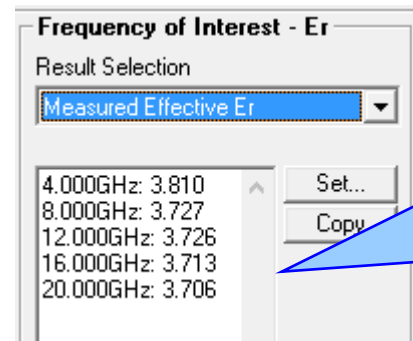 Frequency of Interest - Er
Result Selection
Measured Effective Er
4.000GHz: 3.810
8.000GHz: 3.727
12.000GHz: 3.726
16.000GHz: 3.713
20.000GHz: 3.706
Set...
Copy